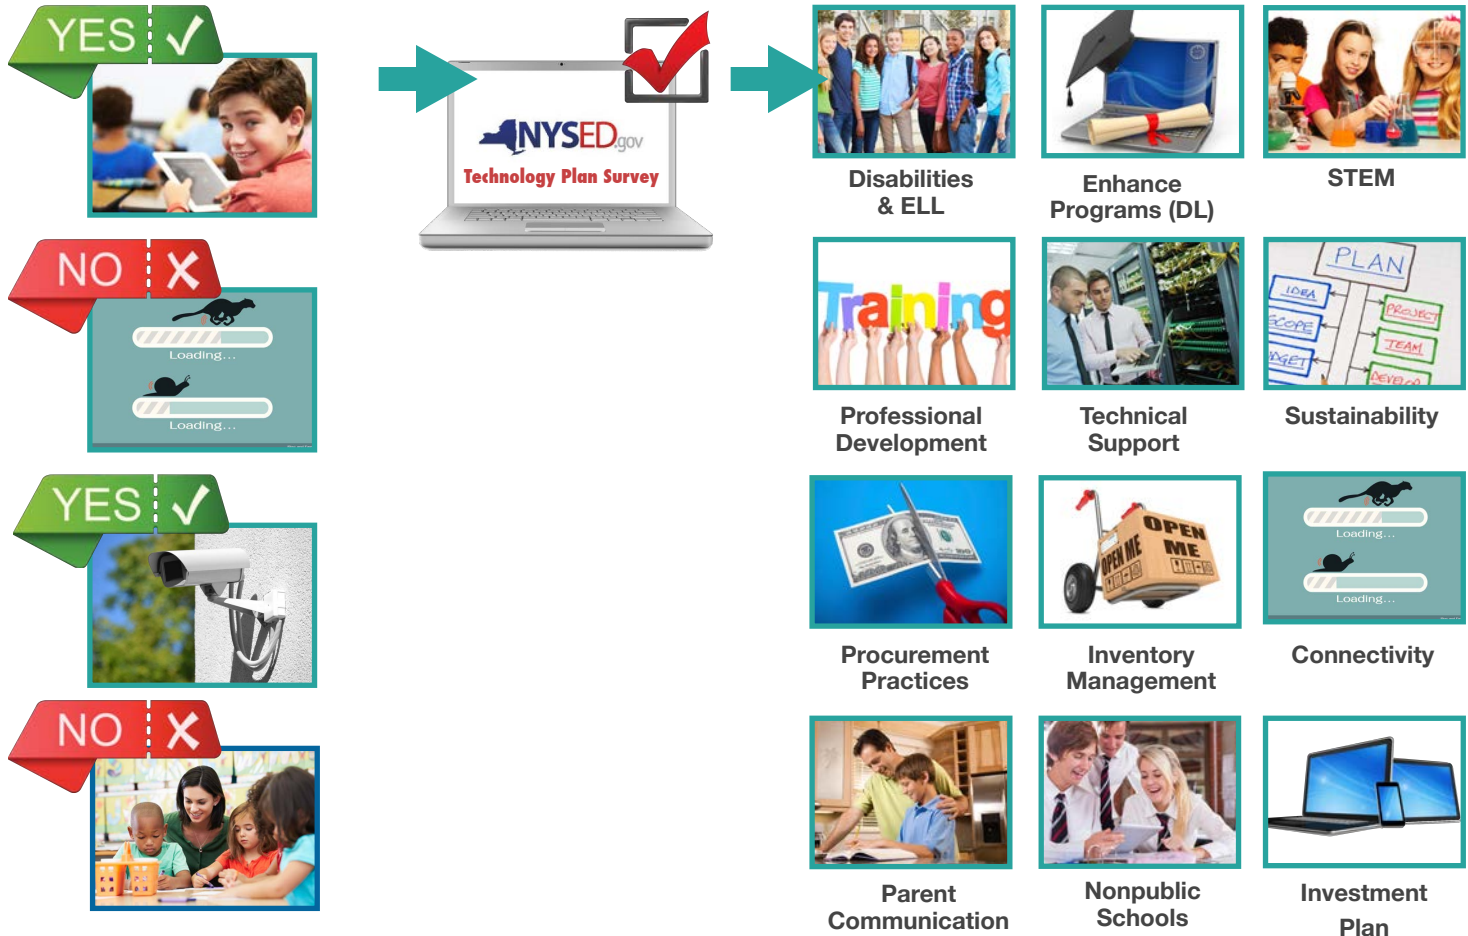 YES
NYSED.gov
Technology Plan Survey
Disabilities
& ELL
Enhance
Programs (DL)
STEM
NO
Loading...
Loading...
Training
PLAN
IDEA
SCOPE
PROJECT
TEAM
DEVELOP
Professional
Development
Technical
Support
Sustainability
YES
100
OPEN
ME
OPEN ME
Loading...
Loading...
Procurement
Practices
Inventory
Management
Connectivity
NO
Parent
Communication
Nonpublic
Schools
Investment
Plan